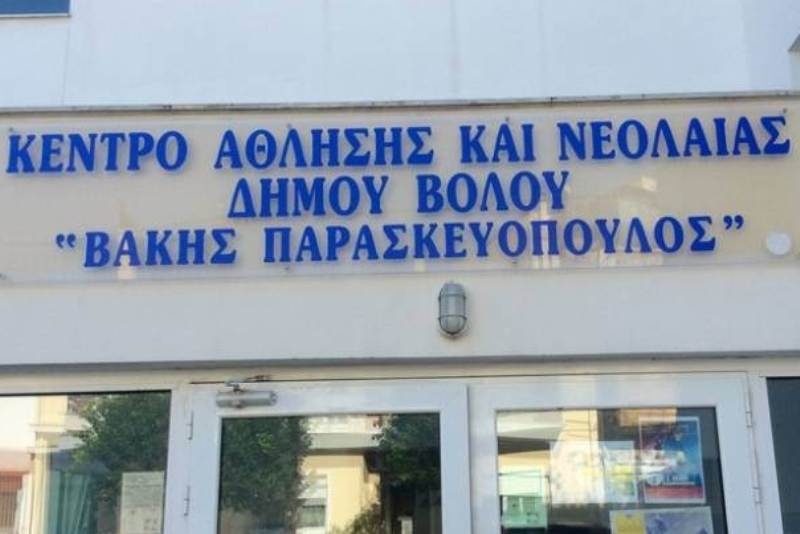 ΚΕΝΤΡΟ ΑΘΛΗΣΗΣ ΚΑΙ ΝΕΟΛΑΙΑΣ
ΔΗΜΟΥ ΒΟΛΟΥ
“ΒΑΚΗΣ ΠΑΡΑΣΚΕΥΟΠΟΥΛΟΣ”